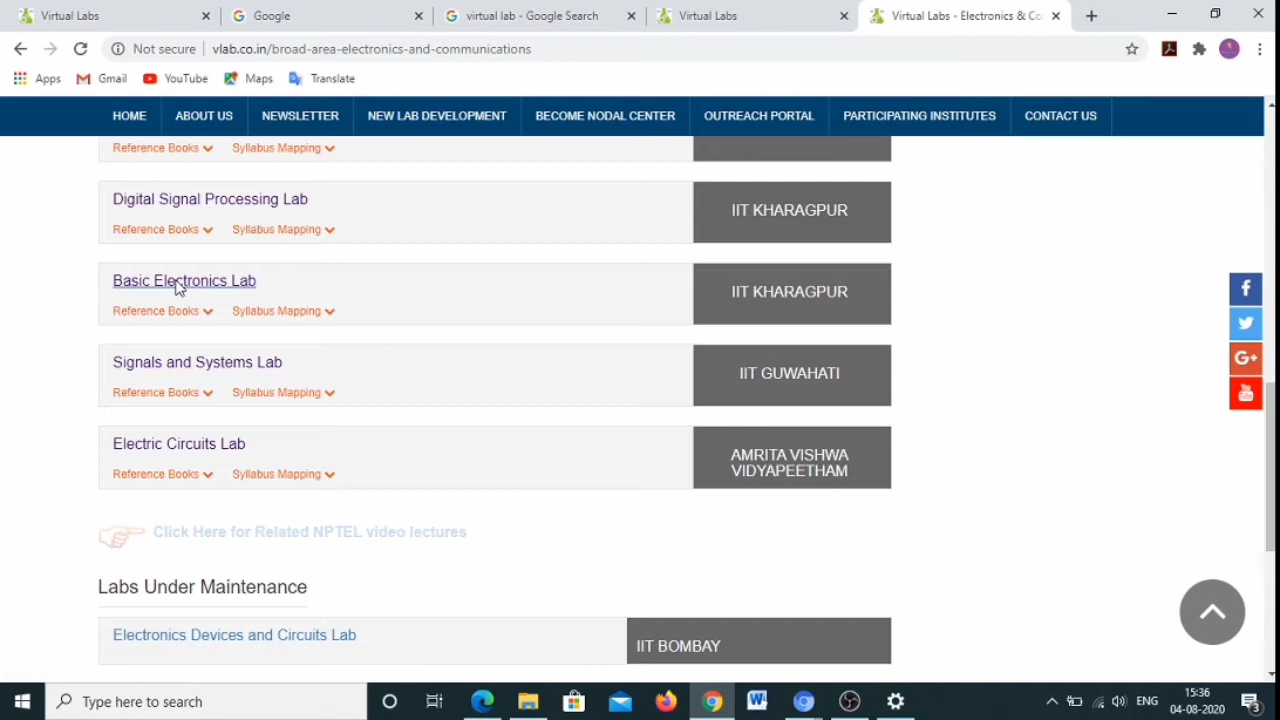 Virtual Labs
Google
virtual lab - Google Search
Virtual Labs
Virtual Labs - Electronics & Co
Not secure
vlab.co.in/broad-area-electronics-and-communications
Apps
Gmail
YouTube
Maps
Translate
HOME
ABOUT US
NEWSLETTER
NEW LAB DEVELOPMENT
BECOME NODAL CENTER
OUTREACH PORTAL
PARTICIPATING INSTITUTES
CONTACT US
Reference Books
Syllabus Mapping
Digital Signal Processing Lab
IIT KHARAGPUR
Reference Books
Syllabus Mapping
Basic Electronics Lab
IIT KHARAGPUR
Reference Books
Syllabus Mapping
Signals and Systems Lab
IIT GUWAHATI
Reference Books
Syllabus Mapping
Electric Circuits Lab
AMRITA VISHWA
VIDYAPEETHAM
Reference Books
Syllabus Mapping
Click Here for Related NPTEL video lectures
Labs Under Maintenance
Electronics Devices and Circuits Lab
IIT BOMBAY
Type here to search
ENG
15:36
04-08-2020
3